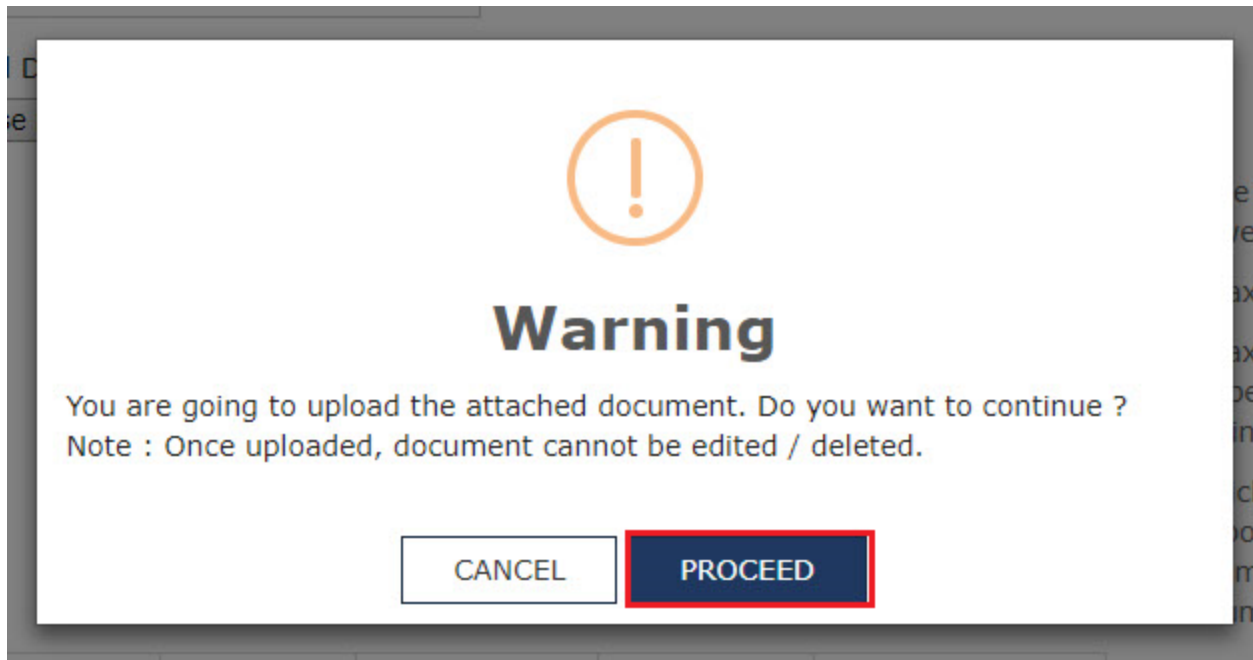 Warning
You are going to upload the attached document. Do you want to continue ?
Note : Once uploaded, document cannot be edited / deleted.
CANCEL PROCEED